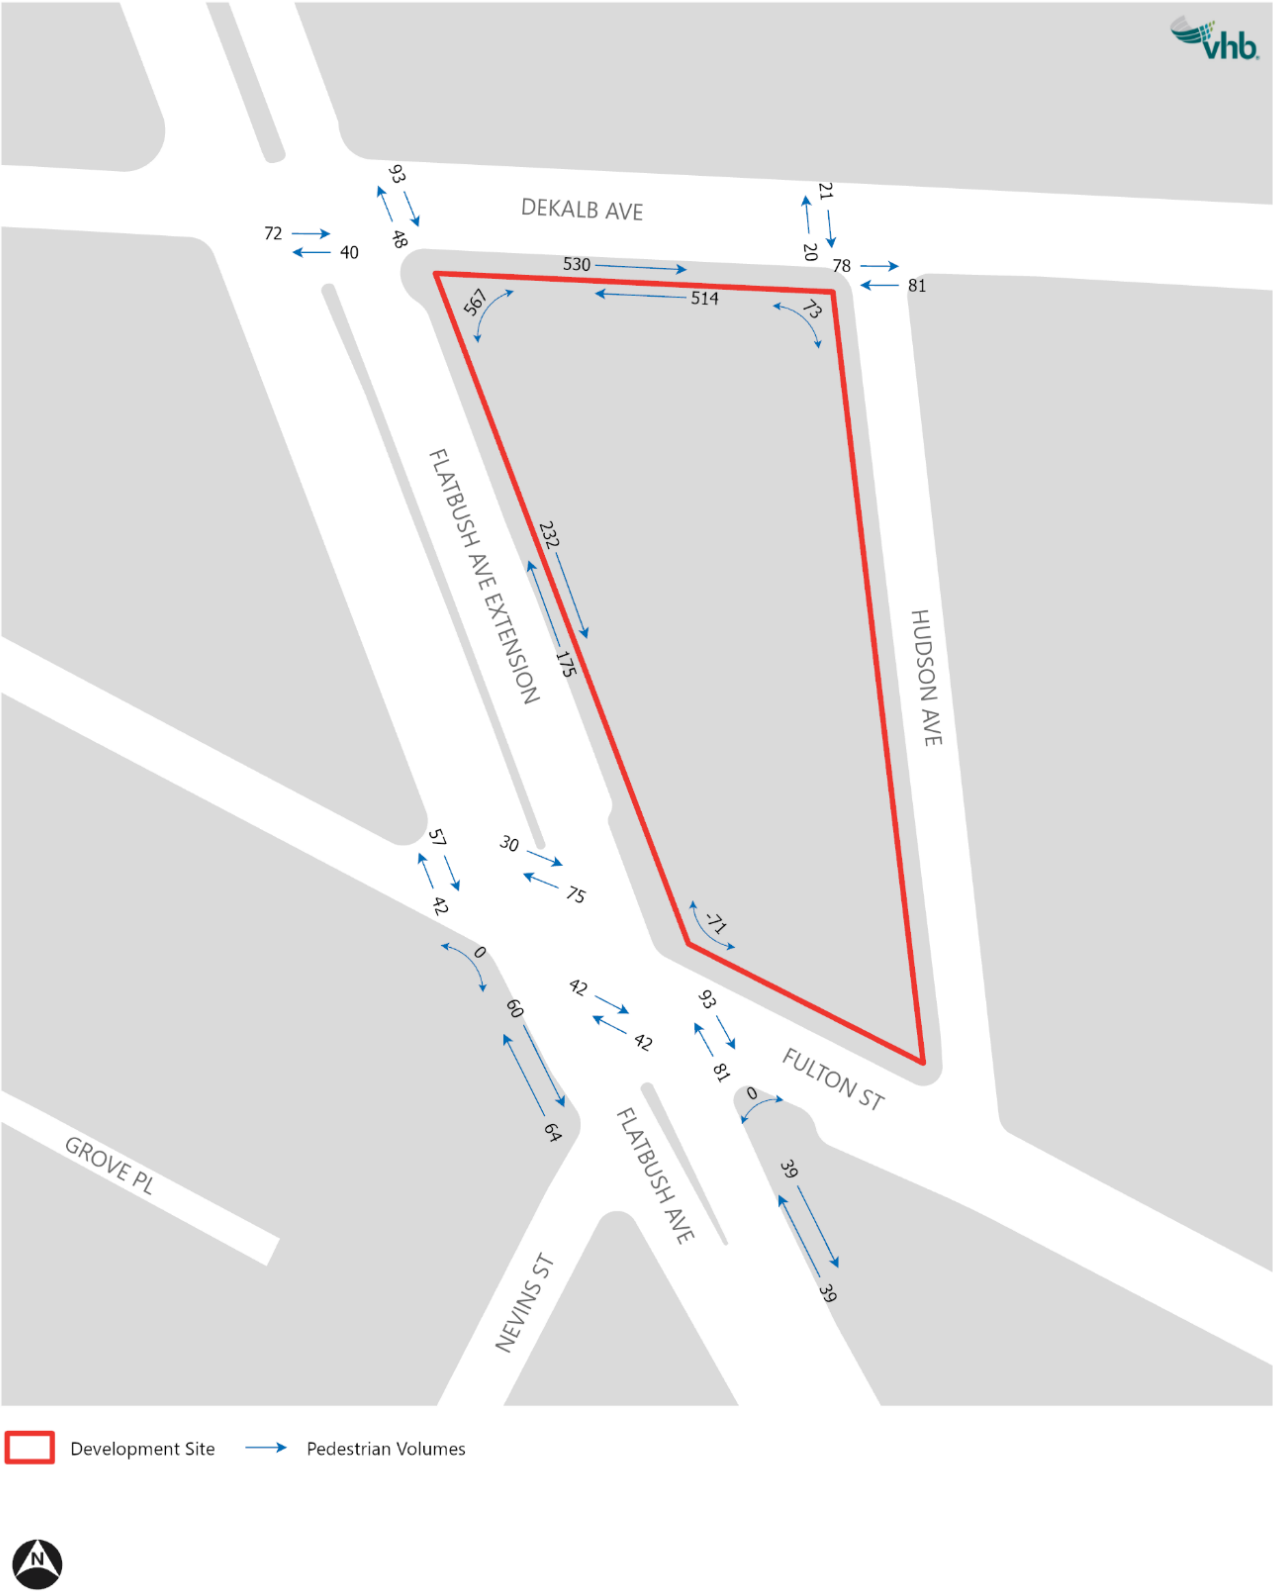 vhb
93
21
DEKALB AVE
72
40
48
20
78
81
530
514
567
73
FLATBUSH AVE EXTENSION
232
175
HUDSON AVE
57
42
30
75
-71
0
60
64
42
42
93
81
FULTON ST
0
39
39
FLATBUSH AVE
NEVINS ST
GROVE PL
Development Site
Pedestrian Volumes
N